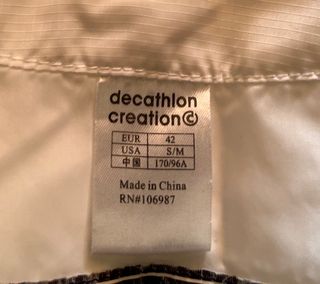 decathlon
creation©
EUR 42
USA S/M
中国 170/96A
Made in China
RN#106987